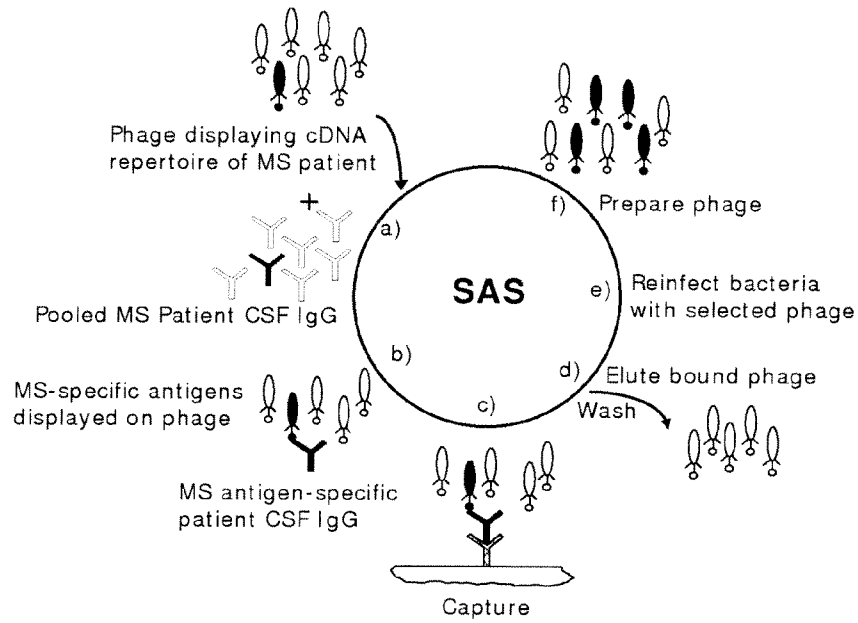 Phage displaying cDNA
repertoire of MS patient
+
a)
Pooled MS Patient CSF IgG
b)
MS-specific antigens
displayed on phage
MS antigen-specific
patient CSF IgG
c)
Capture
d)
Elute bound phage
Wash
e)
Reinfect bacteria
with selected phage
f)
Prepare phage
SAS